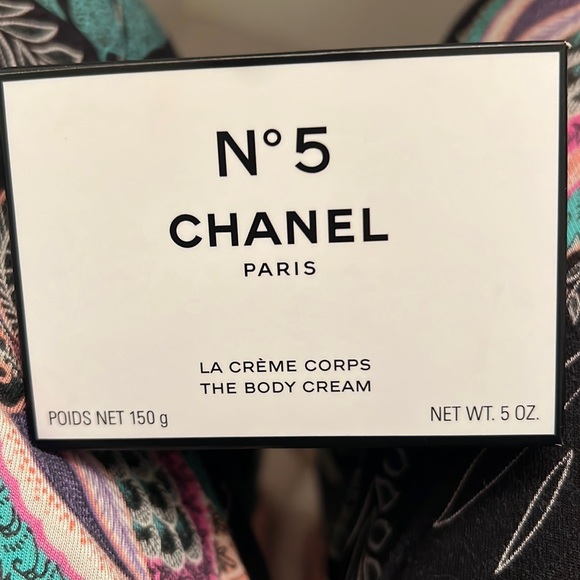 N°5
CHANEL
PARIS
LA CRÈME CORPS
THE BODY CREAM
POIDS NET 150 g
NET WT. 5 OZ.